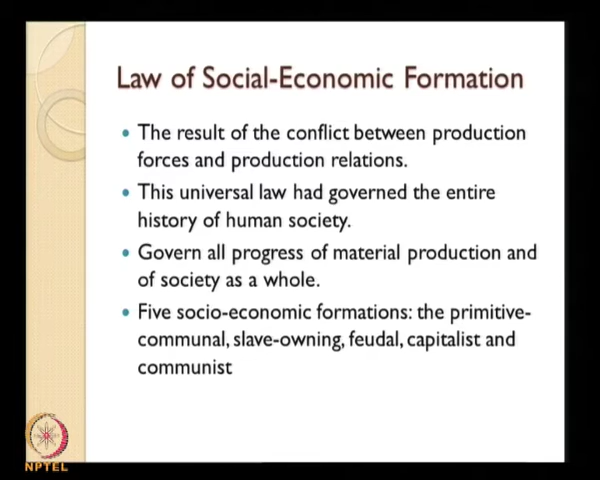 Law of Social-Economic Formation
• The result of the conflict between production
forces and production relations.
• This universal law had governed the entire
history of human society.
• Govern all progress of material production and
of society as a whole.
• Five socio-economic formations: the primitive-
communal, slave-owning, feudal, capitalist and
communist
NPTEL